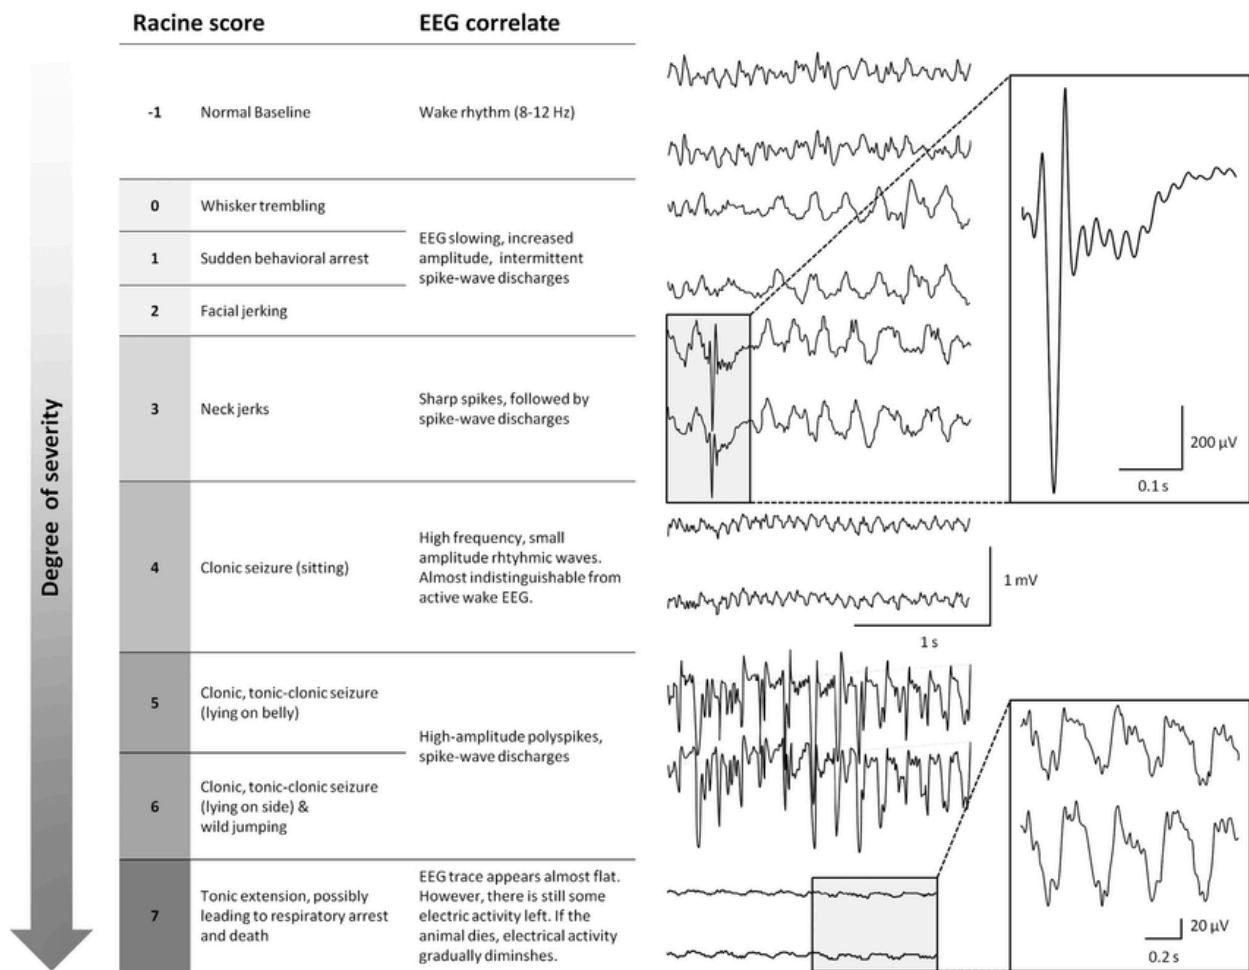 Racine score
EEG correlate
Degree of severity
-1
Normal Baseline
Wake rhythm (8-12 Hz)
0
Whisker trembling
1
Sudden behavioral arrest
2
Facial jerking
EEG slowing, increased
amplitude, intermittent
spike-wave discharges
3
Neck jerks
Sharp spikes, followed by
spike-wave discharges
200 µV
0.1 s
4
Clonic seizure (sitting)
High frequency, small
amplitude rhtyhmic waves.
Almost indistinguishable from
active wake EEG.
1 mV
1 s
5
Clonic, tonic-clonic seizure
(lying on belly)
High-amplitude polyspikes,
spike-wave discharges
6
Clonic, tonic-clonic seizure
(lying on side) &
wild jumping
7
Tonic extension, possibly
leading to respiratory arrest
and death
EEG trace appears almost flat.
However, there is still some
electric activity left. If the
animal dies, electrical activity
gradually diminshes.
20 µV
0.2 s